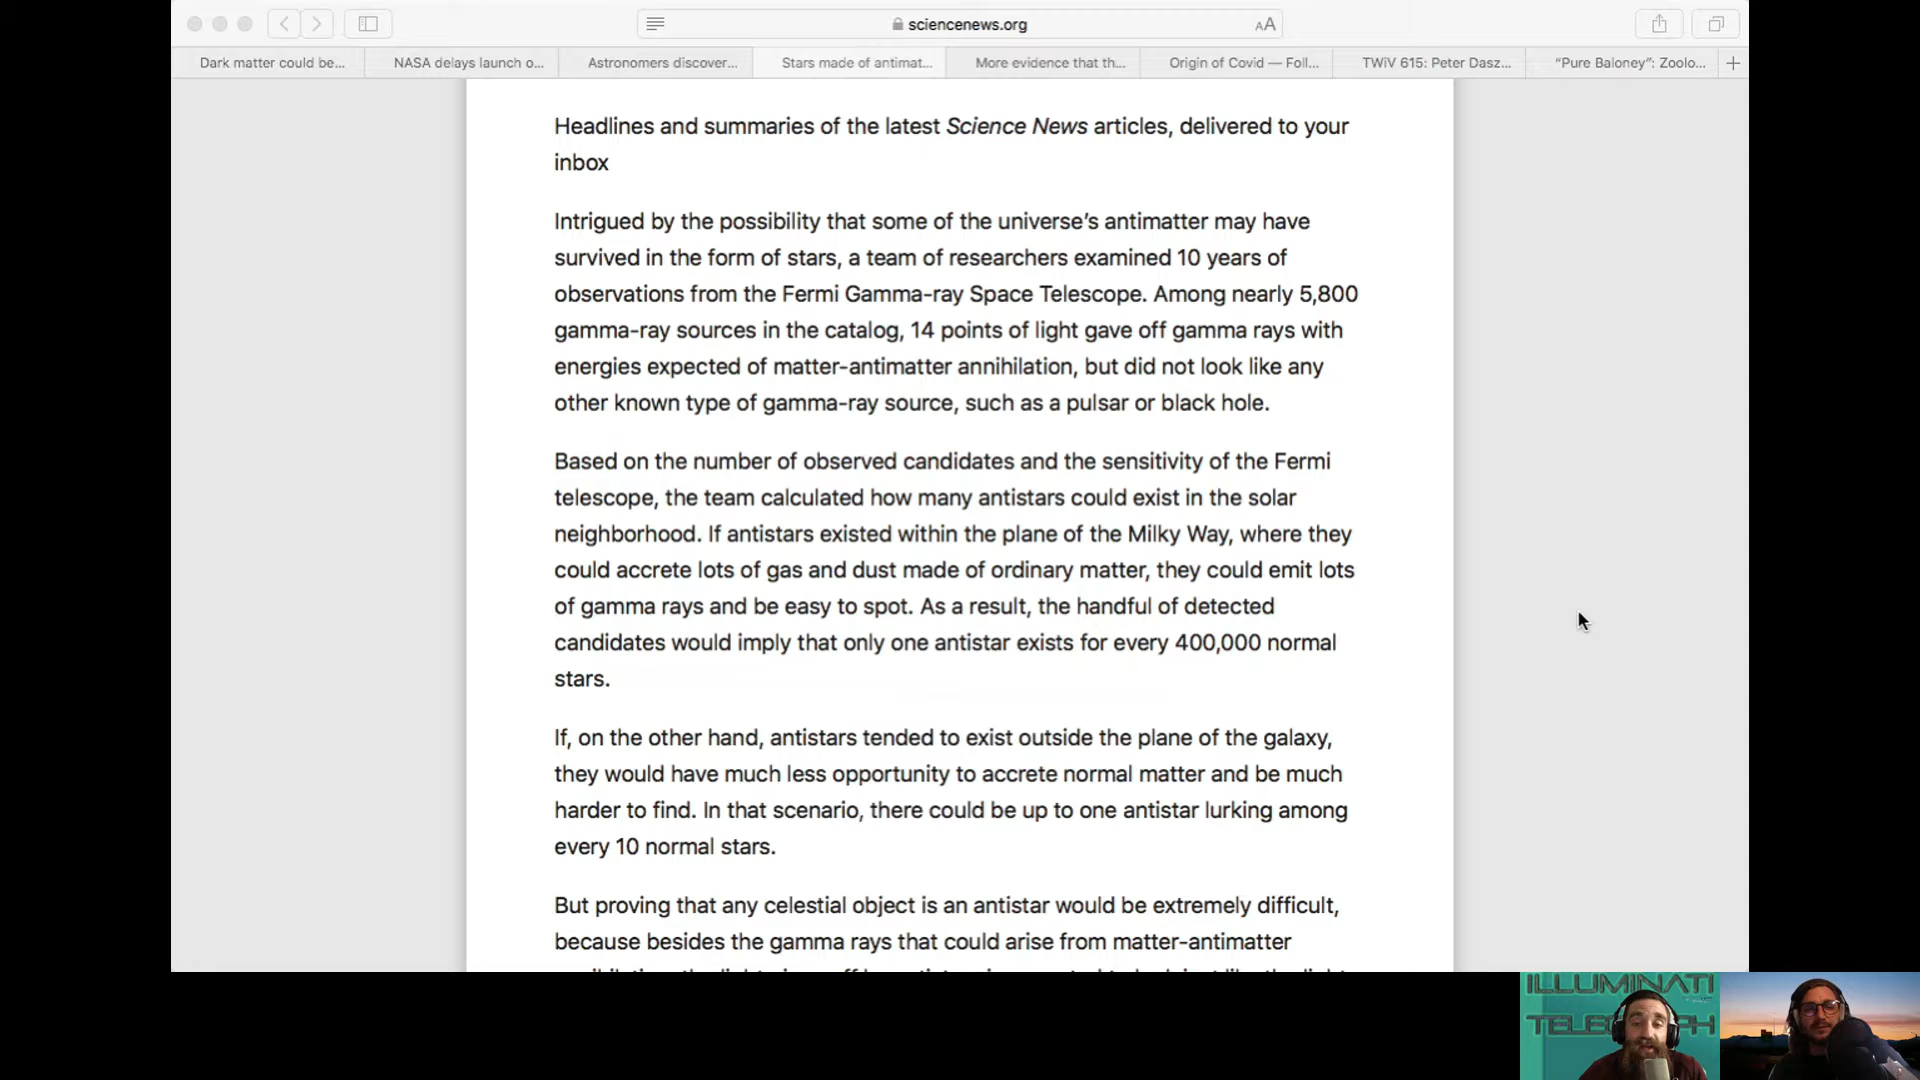 sciencenews.org
AA
Dark matter could be...
NASA delays launch o...
Astronomers discover...
Stars made of antimat...
More evidence that th...
Origin of Covid — Foll...
TWiV 615: Peter Dasz...
“Pure Baloney”: Zoolo...
Headlines and summaries of the latest Science News articles, delivered to your
inbox
Intrigued by the possibility that some of the universe’s antimatter may have
survived in the form of stars, a team of researchers examined 10 years of
observations from the Fermi Gamma-ray Space Telescope. Among nearly 5,800
gamma-ray sources in the catalog, 14 points of light gave off gamma rays with
energies expected of matter-antimatter annihilation, but did not look like any
other known type of gamma-ray source, such as a pulsar or black hole.
Based on the number of observed candidates and the sensitivity of the Fermi
telescope, the team calculated how many antistars could exist in the solar
neighborhood. If antistars existed within the plane of the Milky Way, where they
could accrete lots of gas and dust made of ordinary matter, they could emit lots
of gamma rays and be easy to spot. As a result, the handful of detected
candidates would imply that only one antistar exists for every 400,000 normal
stars.
If, on the other hand, antistars tended to exist outside the plane of the galaxy,
they would have much less opportunity to accrete normal matter and be much
harder to find. In that scenario, there could be up to one antistar lurking among
every 10 normal stars.
But proving that any celestial object is an antistar would be extremely difficult,
because besides the gamma rays that could arise from matter-antimatter
ILLUMINATI